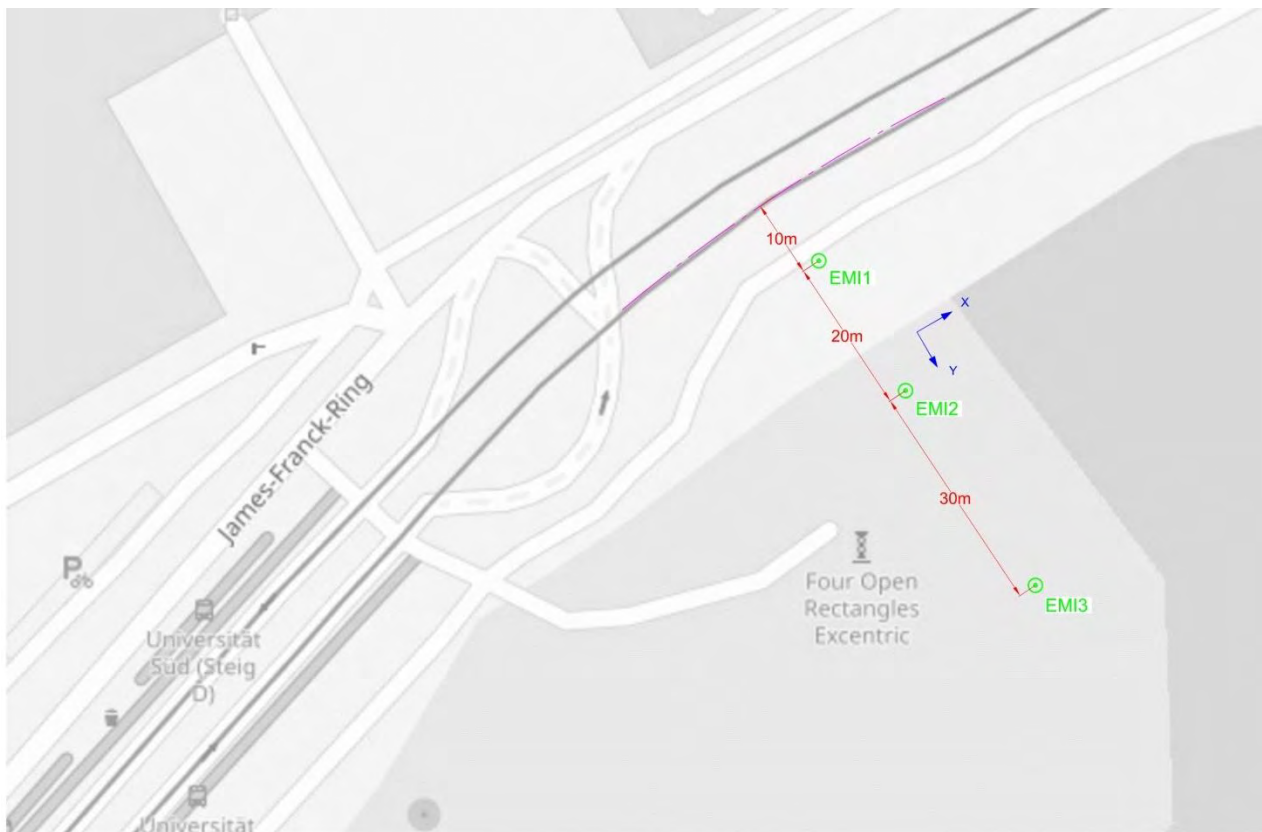 10m
EMI1
X
20m
Y
EMI2
James-Franck-Ring
30m
P
Four Open
Rectangles
Excentric
EMI3
Universität
Süd (Steig
D)
Universität